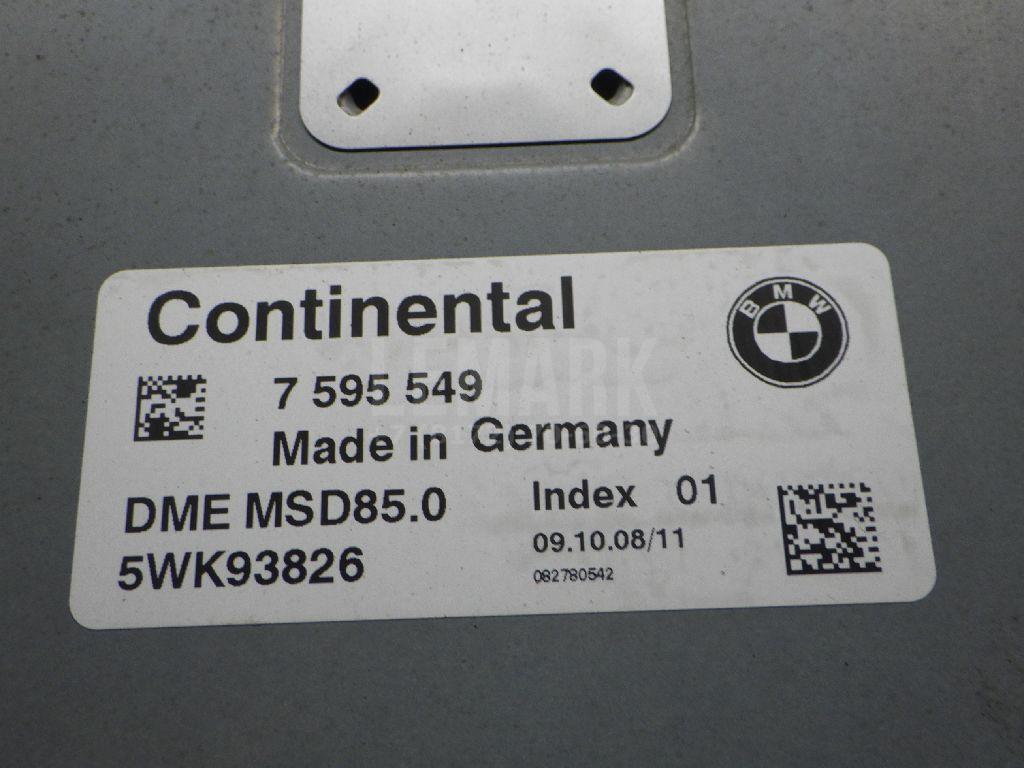 Continental
BMW
7 595 549
LEMARK
Made in Germany
DME MSD85.0
Index 01
5WK93826
09.10.08/11
082780542